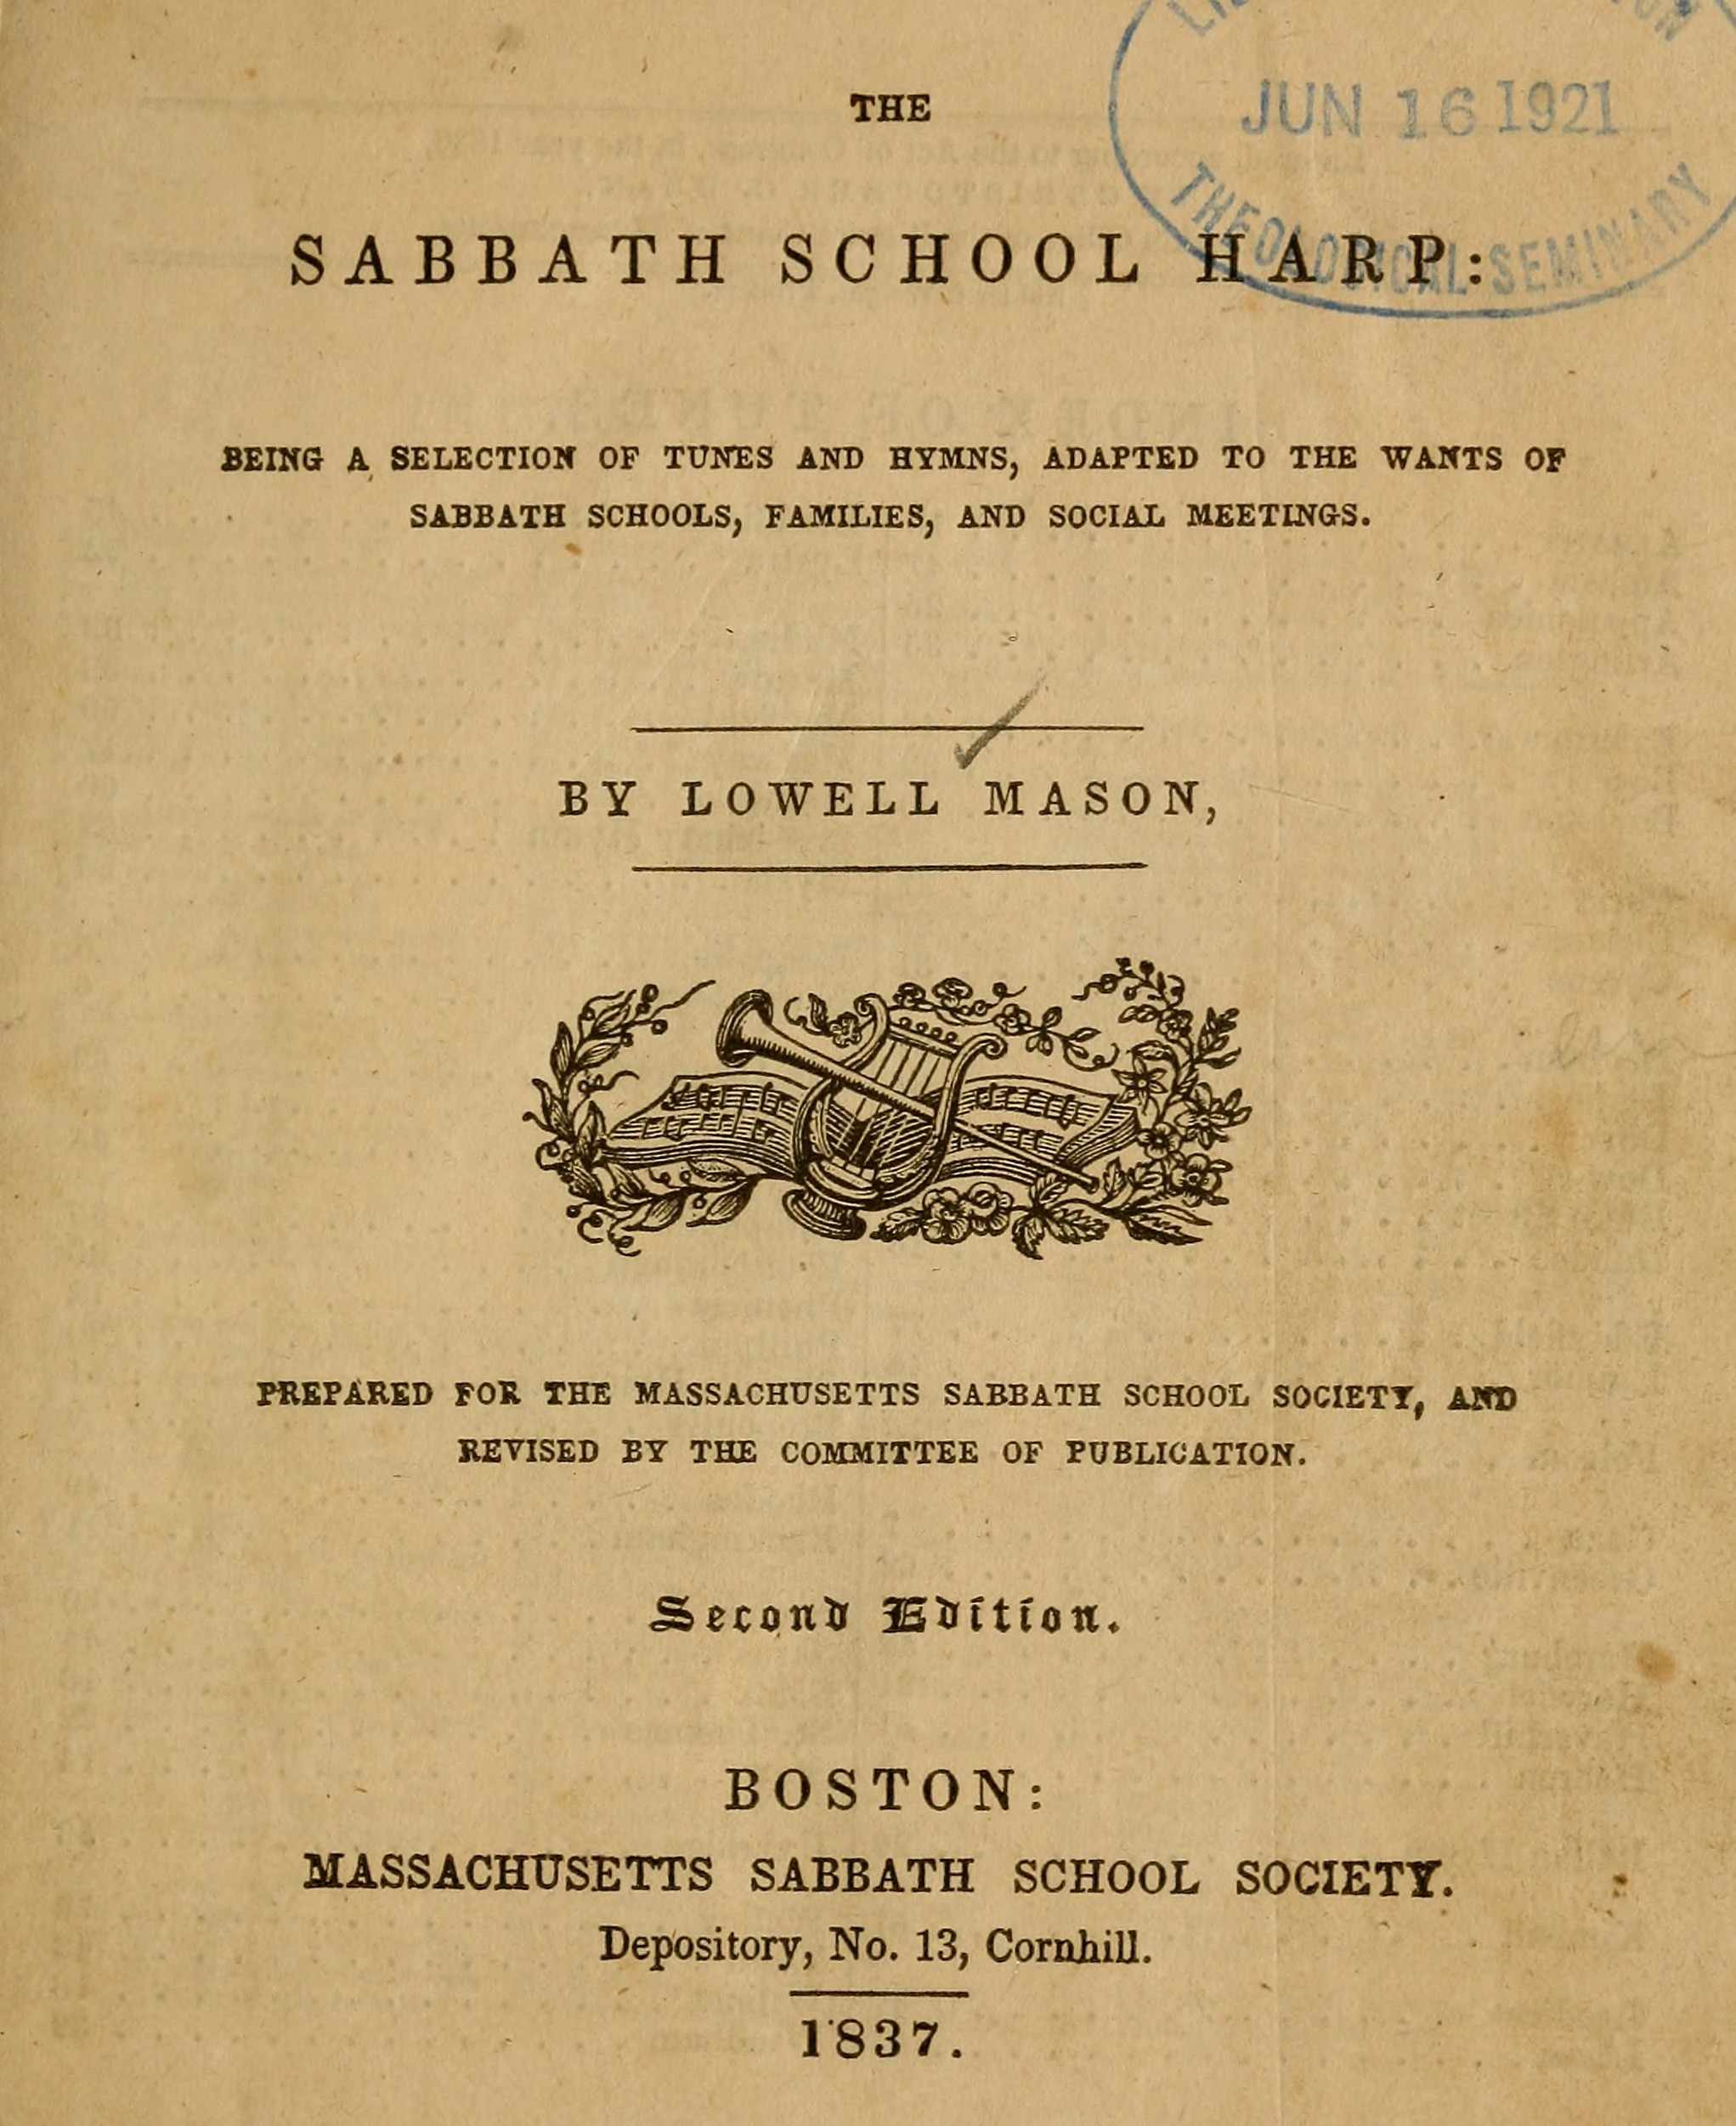 JUN 16 1921
THEOLOGICAL SEMINARY
THE
SABBATH SCHOOL HARP:
BEING A SELECTION OF TUNES AND HYMNS, ADAPTED TO THE WANTS OF
SABBATH SCHOOLS, FAMILIES, AND SOCIAL MEETINGS.
BY LOWELL MASON,
PREPARED FOR THE MASSACHUSETTS SABBATH SCHOOL SOCIETY, AND
REVISED BY THE COMMITTEE OF PUBLICATION.
Second Edition.
BOSTON:
MASSACHUSETTS SABBATH SCHOOL SOCIETY.
Depository, No. 13, Cornhill.
1837.